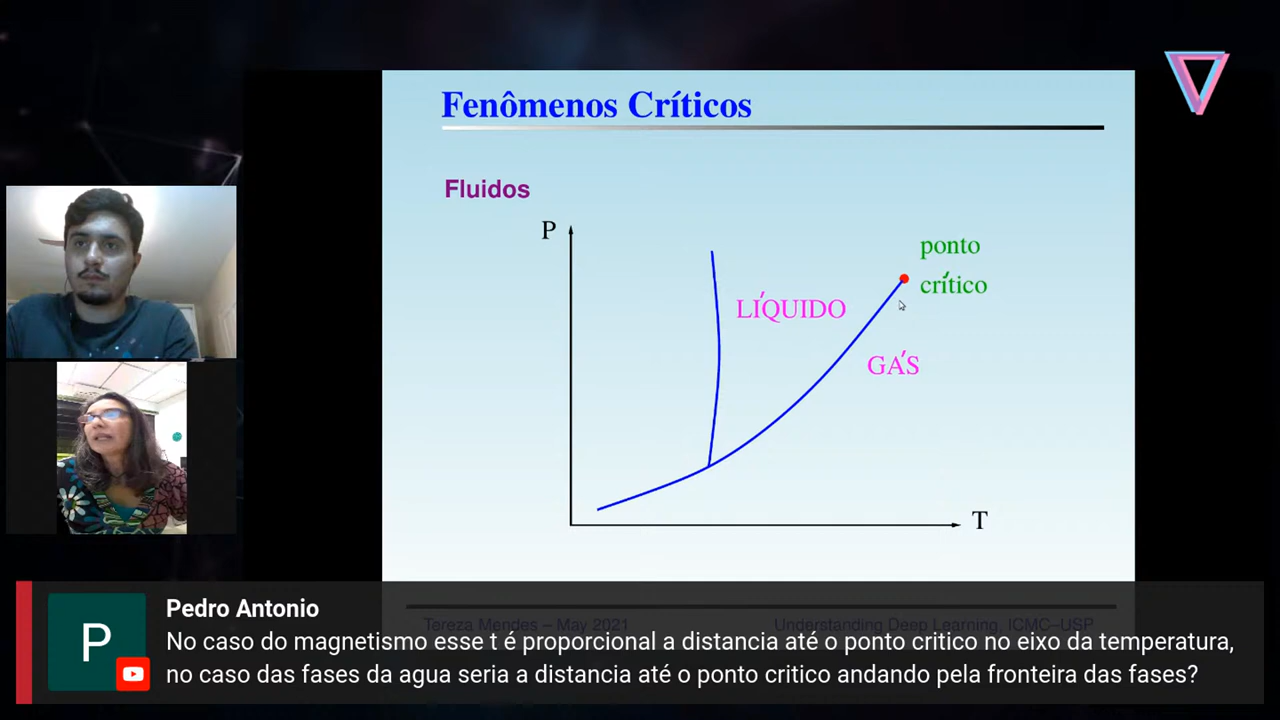 Fenômenos Críticos
Fluidos
P
ponto
crítico
LÍQUIDO
GÁS
T
Tereza Mendes – May 2021
Understanding Deep Learning, ICMC–USP
P
Pedro Antonio
No caso do magnetismo esse t é proporcional a distancia até o ponto critico no eixo da temperatura,
no caso das fases da agua seria a distancia até o ponto critico andando pela fronteira das fases?